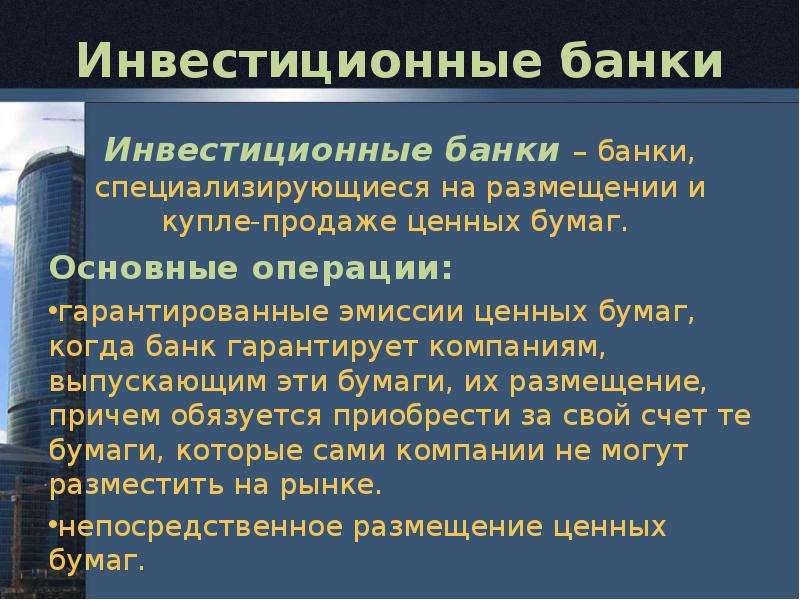 Инвестиционные банки
Инвестиционные банки – банки,
специализирующиеся на размещении и
купле-продаже ценных бумаг.
Основные операции:
•гарантированные эмиссии ценных бумаг,
когда банк гарантирует компаниям,
выпускающим эти бумаги, их размещение,
причем обязуется приобрести за свой счет те
бумаги, которые сами компании не могут
разместить на рынке.
•непосредственное размещение ценных
бумаг.